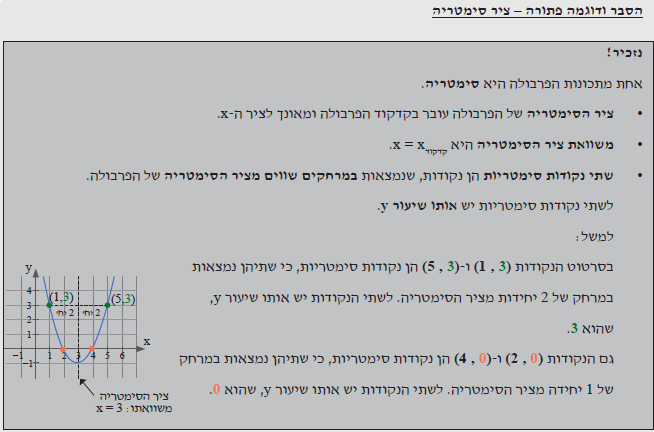 הסבר ודוגמה פתורה – ציר סימטריה
נזכיר!
אחת מתכונות הפרבולה היא סימטריה.
• ציר הסימטריה של הפרבולה עובר בקדקוד הפרבולה ומאונך לציר ה-x.
• משוואת ציר הסימטריה היא x = xקדקוד.
• שתי נקודות סימטריות הן נקודות, שנמצאות במרחקים שווים מציר הסימטריה של הפרבולה.
לשתי נקודות סימטריות יש אותו שיעור y.
למשל:
בסרטוט הנקודות (1 , 3) ו-(5 , 3) הן נקודות סימטריות, כי שתיהן נמצאות
במרחק של 2 יחידות מציר הסימטריה. לשתי הנקודות יש אותו שיעור y,
שהוא 3.
גם הנקודות (2 , 0) ו-(4 , 0) הן נקודות סימטריות, כי שתיהן נמצאות במרחק
של 1 יחידה מציר הסימטריה. לשתי הנקודות יש אותו שיעור y, שהוא 0.
y
4
(1,3) (5,3)
3
2 יח' 2 יח'
2
1
x
−1 1 2 3 4 5 6
−1
ציר הסימטריה
משוואתו: x = 3